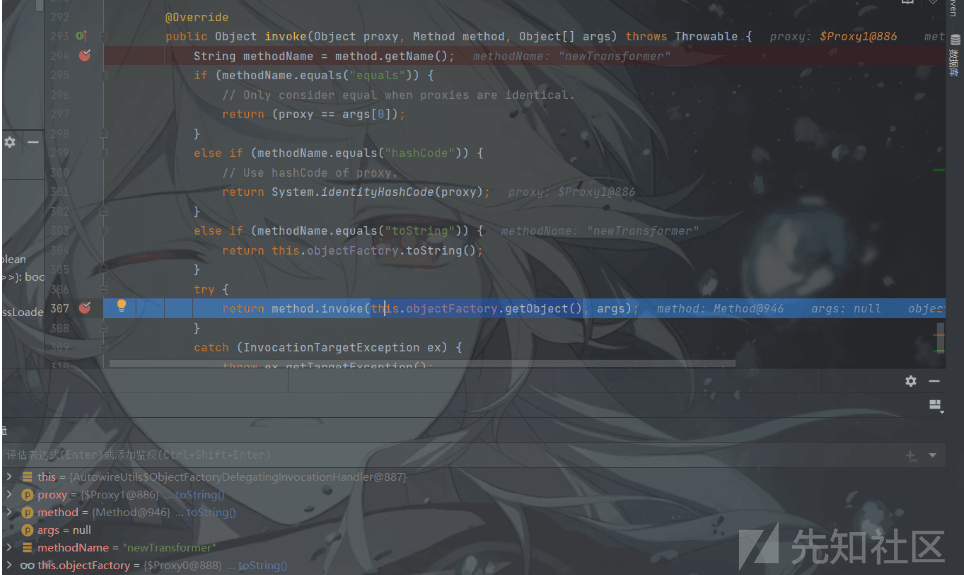 292 @Override
293 public Object invoke(Object proxy, Method method, Object[] args) throws Throwable { proxy: $Proxy1@886 met
294 String methodName = method.getName(); methodName: "newTransformer"
295 if (methodName.equals("equals")) {
296 // Only consider equal when proxies are identical.
297 return (proxy == args[0]);
298 }
299 else if (methodName.equals("hashCode")) {
300 // Use hashCode of proxy.
301 return System.identityHashCode(proxy); proxy: $Proxy1@886
302 }
303 else if (methodName.equals("toString")) { methodName: "newTransformer"
304 return this.objectFactory.toString();
305 }
306 try {
307 return method.invoke(this.objectFactory.getObject(), args); method: Method@946 args: null objec
308 }
309 catch (InvocationTargetException ex) {
310 throw ex.getTargetException();
olean
>>): boc
ssLoade
ven
数据库
评估表达式(Enter)或添加监视(Ctrl+Shift+Enter)
this = {AutowireUtils$ObjectFactoryDelegatingInvocationHandler@887}
proxy = {$Proxy1@886} ... toString()
method = {Method@946} ... toString()
args = null
methodName = "newTransformer"
this.objectFactory = {$Proxy0@888} ... toString()
先知社区